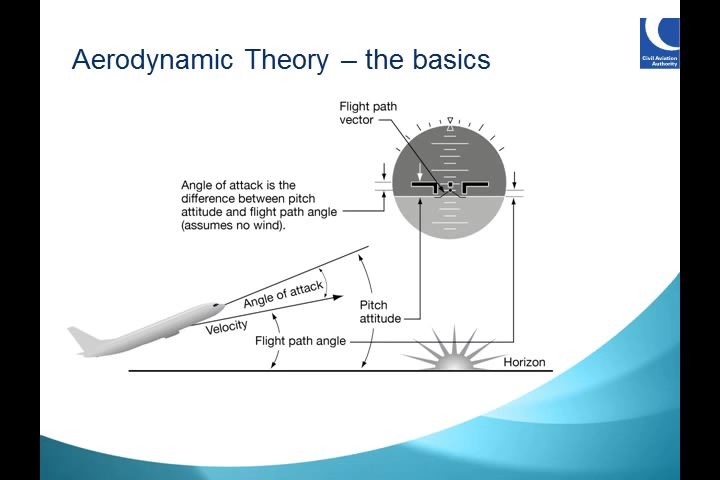 Aerodynamic Theory – the basics
Civil Aviation
Authority
Flight path
vector
Angle of attack is the
difference between pitch
attitude and flight path angle
(assumes no wind).
Angle of attack
Velocity
Pitch
attitude
Flight path angle
Horizon